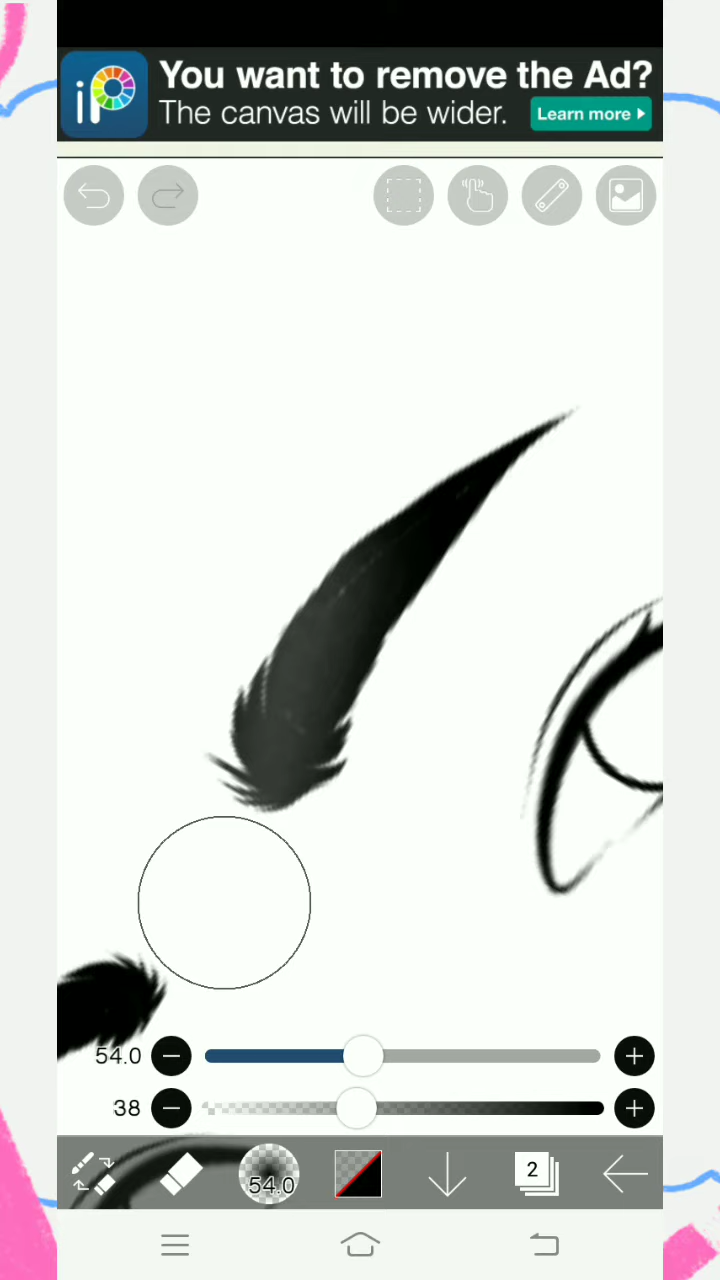 iP
You want to remove the Ad?
The canvas will be wider.
Learn more
54.0
38
54.0
2